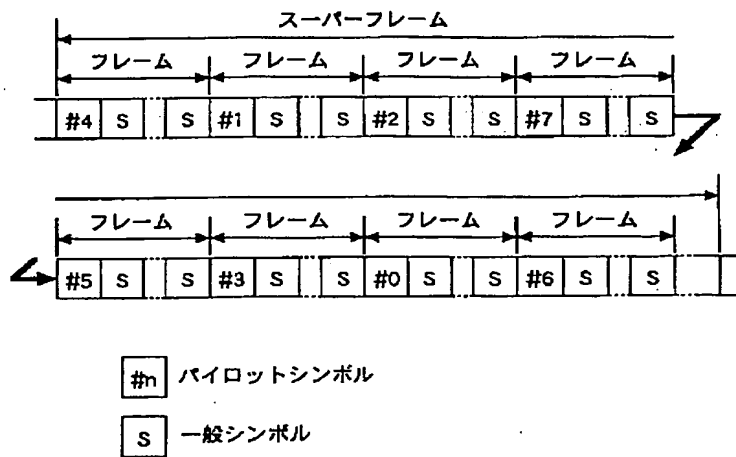 スーパーフレーム
フレーム フレーム フレーム フレーム
#4 S S #1 S S #2 S S #7 S S
フレーム フレーム フレーム フレーム
#5 S S #3 S S #0 S S #6 S S
#n パイロットシンボル
S 一般シンボル